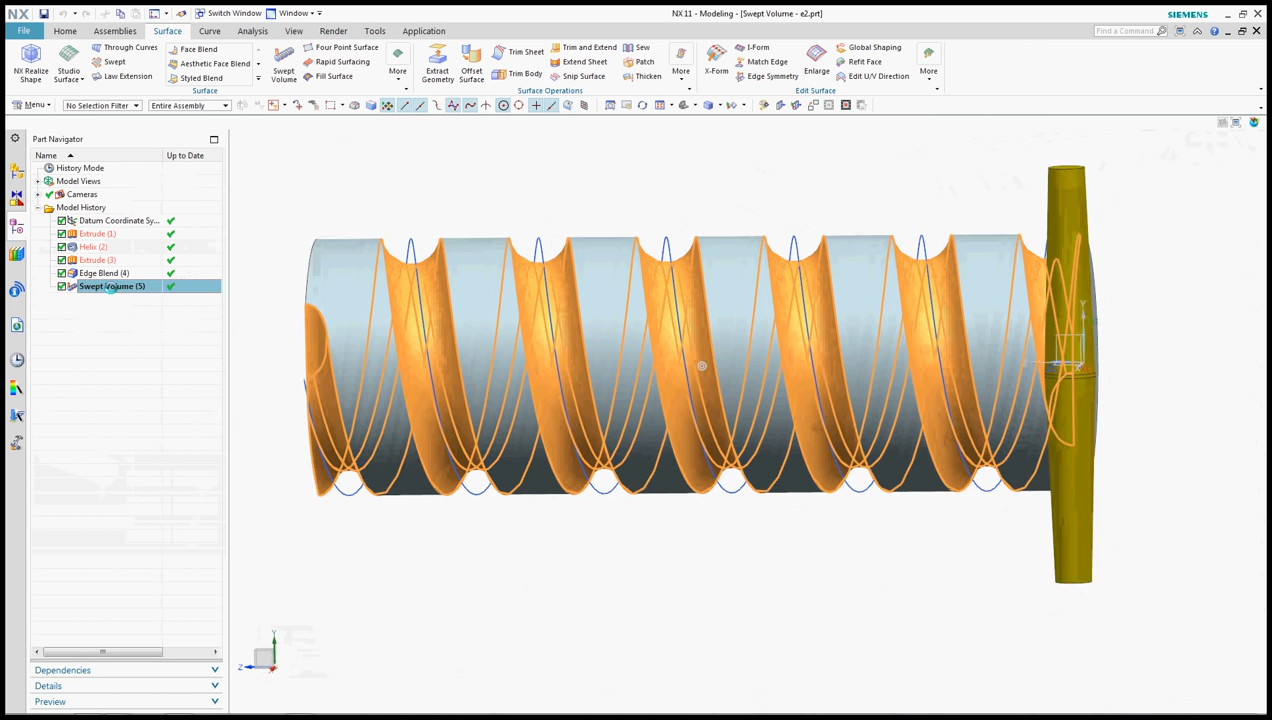 NX
Switch Window
Window
NX 11 - Modeling - [Swept Volume - e2.prt]
SIEMENS
File
Home
Assemblies
Surface
Curve
Analysis
View
Render
Tools
Application
Find a Command
NX Realize Shape
Studio Surface
Through Curves
Swept
Law Extension
Face Blend
Aesthetic Face Blend
Styled Blend
Swept Volume
Four Point Surface
Rapid Surfacing
Fill Surface
More
Surface
Extract Geometry
Offset Surface
Trim Sheet
Trim Body
Trim and Extend
Extend Sheet
Snip Surface
Sew
Patch
Thicken
More
Surface Operations
X-Form
I-Form
Match Edge
Edge Symmetry
Enlarge
Global Shaping
Refit Face
Edit U/V Direction
More
Edit Surface
Menu
No Selection Filter
Entire Assembly
Part Navigator
Name
Up to Date
History Mode
Model Views
Cameras
Model History
Datum Coordinate Sy...
Extrude (1)
Helix (2)
Extrude (3)
Edge Blend (4)
Swept Volume (5)
Y
Y
Z
Dependencies
Details
Preview